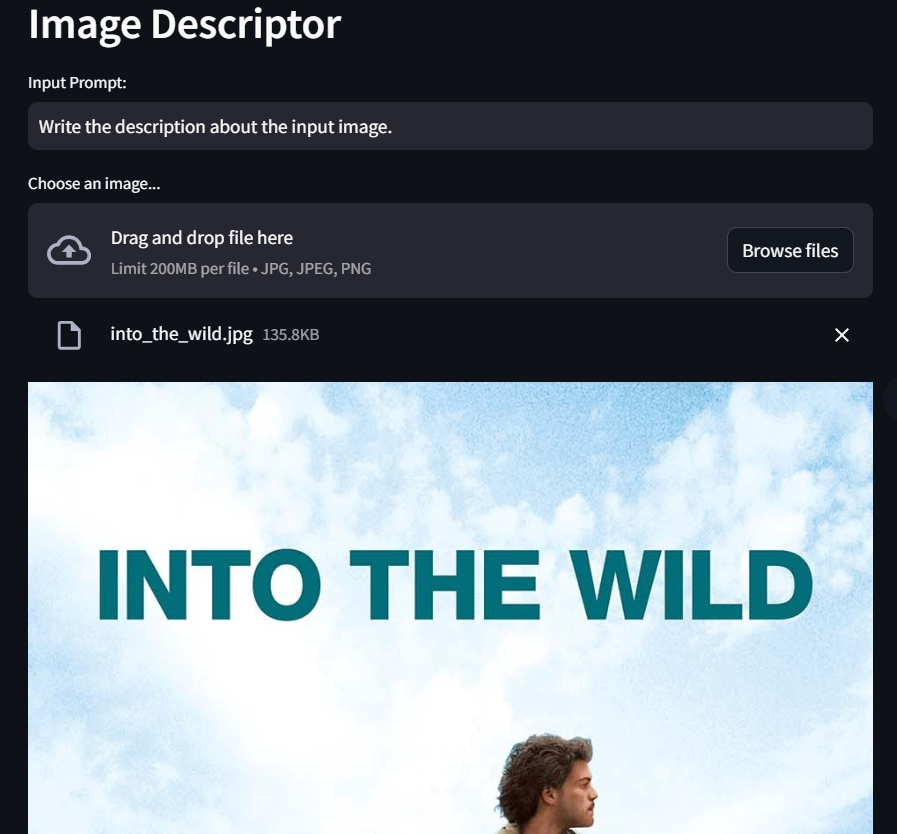 Image Descriptor
Input Prompt:
Write the description about the input image.
Choose an image...
Drag and drop file here
Limit 200MB per file • JPG, JPEG, PNG
Browse files
into_the_wild.jpg 135.8KB
INTO THE WILD